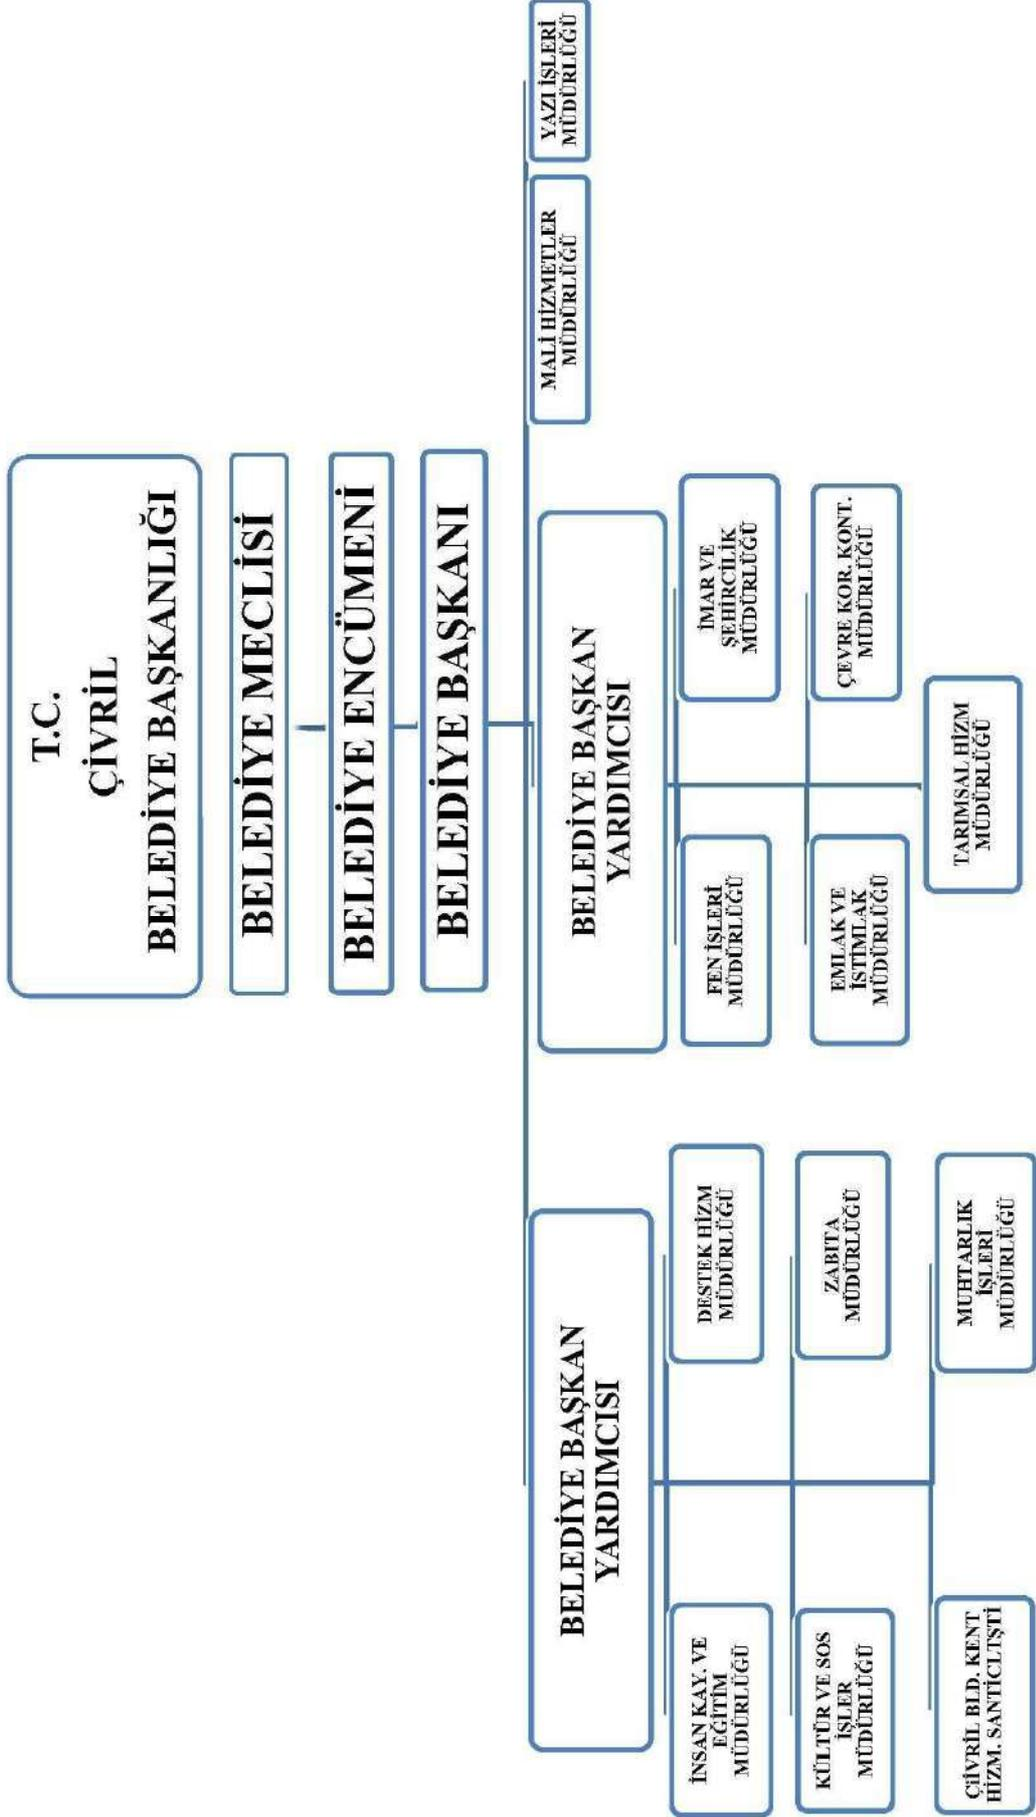 T.C.
ÇİVRİL
BELEDİYE BAŞKANLIĞI
BELEDİYE MECLİSİ
BELEDİYE ENCÜMENİ
BELEDİYE BAŞKANI
BELEDİYE BAŞKAN
YARDIMCISI
BELEDİYE BAŞKAN
YARDIMCISI
MALİ HİZMETLER
MÜDÜRLÜĞÜ
YAZI İŞLERİ
MÜDÜRLÜĞÜ
İNSAN KAY. VE
EĞİTİM
MÜDÜRLÜĞÜ
DESTEK HİZM
MÜDÜRLÜĞÜ
FEN İŞLERİ
MÜDÜRLÜĞÜ
İMAR VE
ŞEHİRCİLİK
MÜDÜRLÜĞÜ
KÜLTÜR VE SOS
İŞLER
MÜDÜRLÜĞÜ
ZABITA
MÜDÜRLÜĞÜ
EMLAK VE
İSTİMLAK
MÜDÜRLÜĞÜ
ÇEVRE KOR. KONT.
MÜDÜRLÜĞÜ
ÇİİVRİL BLD. KENT
HİZM. SANTİCLTŞTİ
MUHTARLIK
İŞLERİ
MÜDÜRLÜĞÜ
TARIMSAL HİZM
MÜDÜRLÜĞÜ